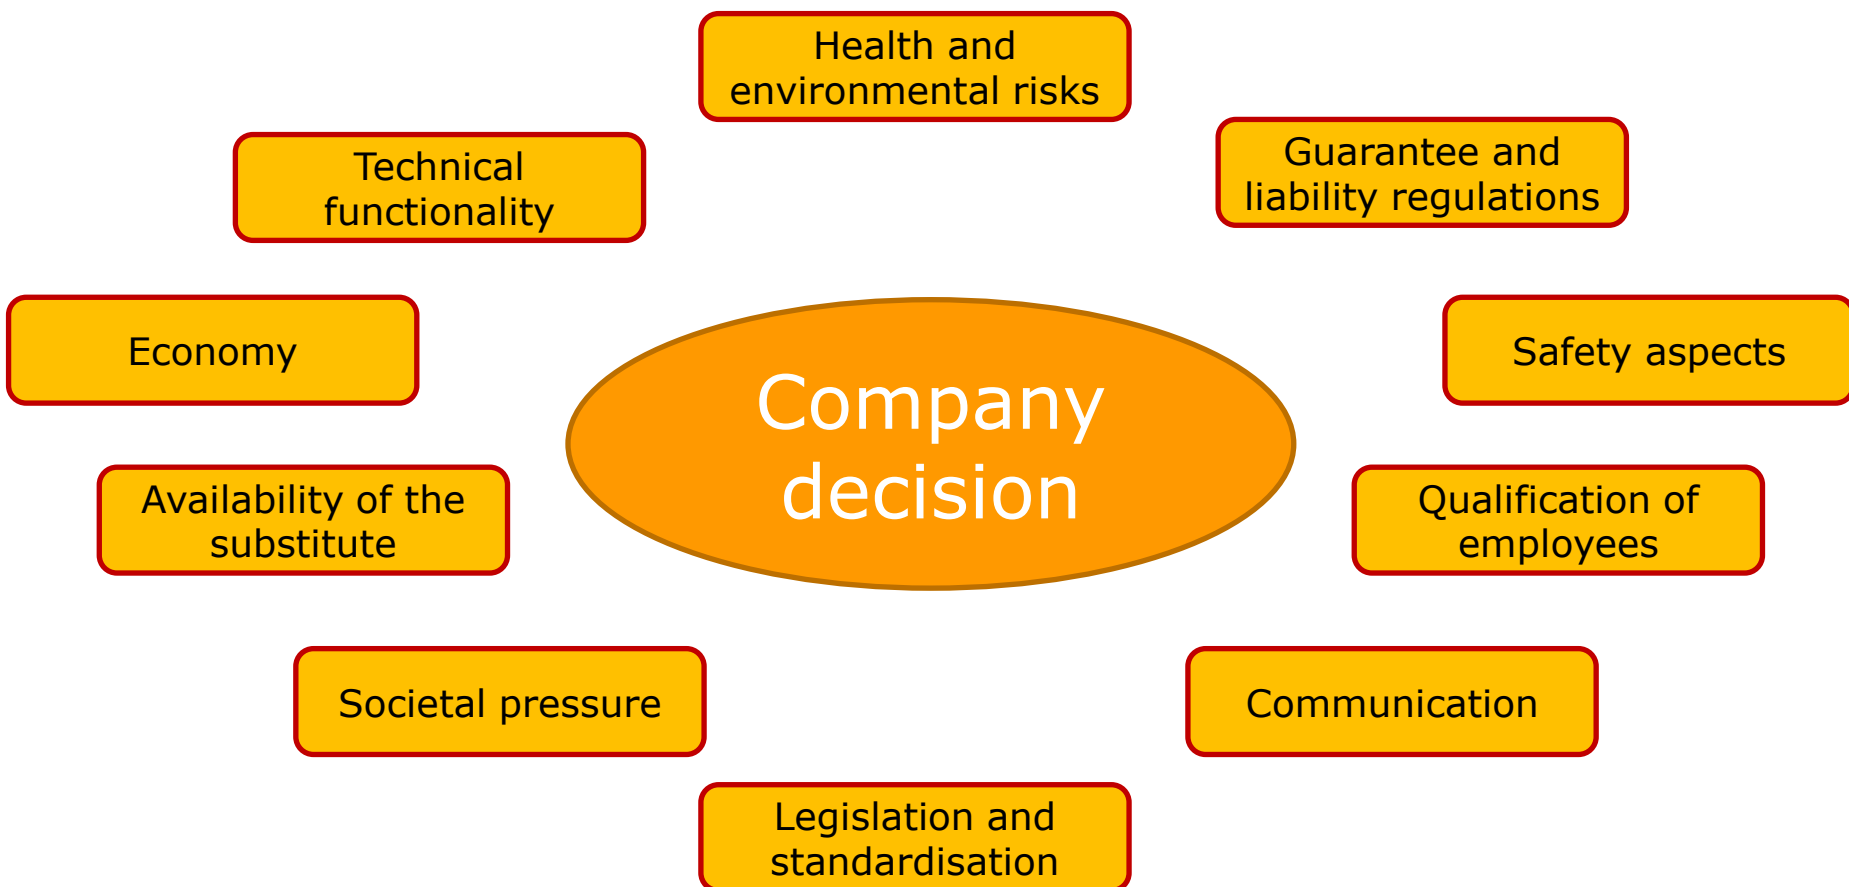 Health and
environmental risks
Technical
functionality
Guarantee and
liability regulations
Economy
Company
decision
Safety aspects
Availability of the
substitute
Qualification of
employees
Societal pressure
Communication
Legislation and
standardisation